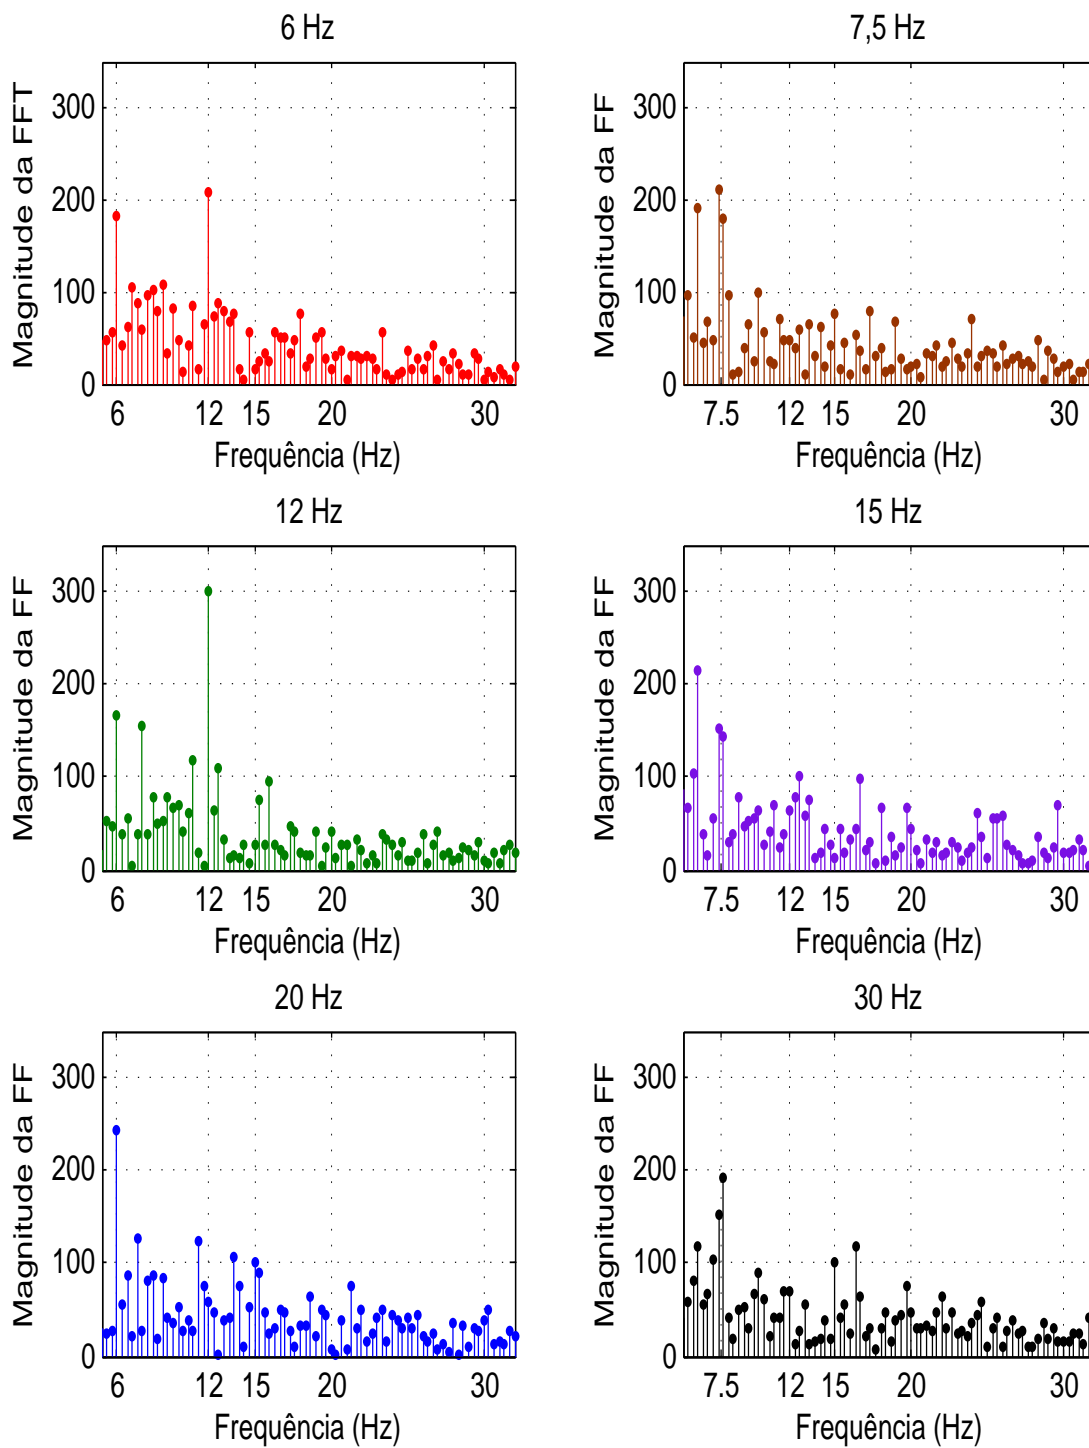 6 Hz
300
200
100
0
6 12 15 20 30
Magnitude da FFT
Frequência (Hz)
7,5 Hz
300
200
100
0
7.5 12 15 20 30
Magnitude da FF
Frequência (Hz)
12 Hz
300
200
100
0
6 12 15 20 30
Magnitude da FF
Frequência (Hz)
15 Hz
300
200
100
0
7.5 12 15 20 30
Magnitude da FF
Frequência (Hz)
20 Hz
300
200
100
0
6 12 15 20 30
Magnitude da FF
Frequência (Hz)
30 Hz
300
200
100
0
7.5 12 15 20 30
Magnitude da FF
Frequência (Hz)